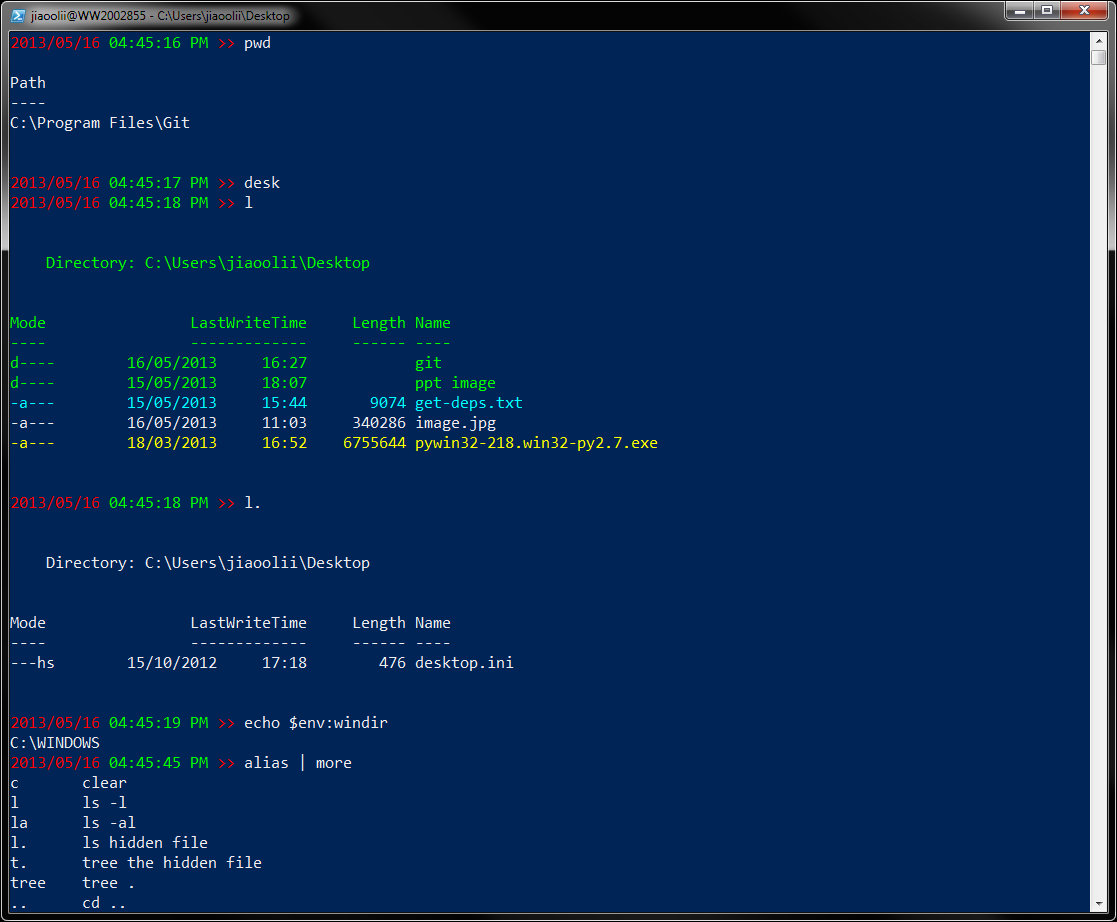 jiaoolii@WW2002855 - C:\Users\jiaoolii\Desktop
2013/05/16 04:45:16 PM >> pwd
Path
----
C:\Program Files\Git
2013/05/16 04:45:17 PM >> desk
2013/05/16 04:45:18 PM >> l
    Directory: C:\Users\jiaoolii\Desktop
Mode                LastWriteTime     Length Name
----                -------------     ------ ----
d----        16/05/2013     16:27            git
d----        15/05/2013     18:07            ppt image
-a---        15/05/2013     15:44       9074 get-deps.txt
-a---        16/05/2013     11:03     340286 image.jpg
-a---        18/03/2013     16:52    6755644 pywin32-218.win32-py2.7.exe
2013/05/16 04:45:18 PM >> l.
    Directory: C:\Users\jiaoolii\Desktop
Mode                LastWriteTime     Length Name
----                -------------     ------ ----
---hs        15/10/2012     17:18        476 desktop.ini
2013/05/16 04:45:19 PM >> echo $env:windir
C:\WINDOWS
2013/05/16 04:45:45 PM >> alias | more
c       clear
l       ls -l
la      ls -al
l.      ls hidden file
t.      tree the hidden file
tree    tree .
..      cd ..